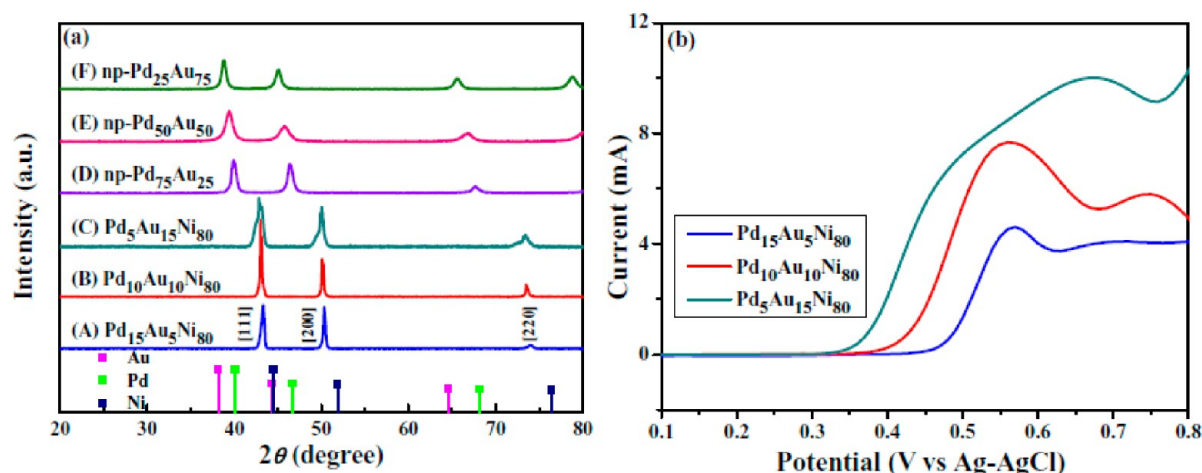 (a)
(F) np-Pd25Au75
(E) np-Pd50Au50
(D) np-Pd75Au25
(C) Pd5Au15Ni80
(B) Pd10Au10Ni80
(A) Pd15Au5Ni80
[111]
[200]
[220]
Au
Pd
Ni
20 30 40 50 60 70 80
2θ (degree)
Intensity (a.u.)
(b)
12
8
4
0
Current (mA)
Pd15Au5Ni80
Pd10Au10Ni80
Pd5Au15Ni80
0.1 0.2 0.3 0.4 0.5 0.6 0.7 0.8
Potential (V vs Ag-AgCl)